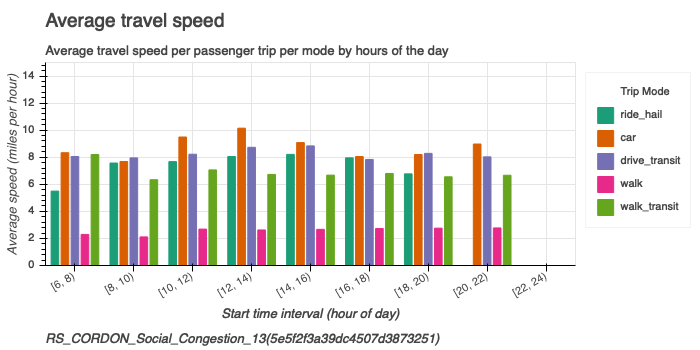 Average travel speed
Average travel speed per passenger trip per mode by hours of the day
Average speed (miles per hour)
14
12
10
8
6
4
2
0
[6, 8)
[8, 10)
[10, 12)
[12, 14)
[14, 16)
[16, 18)
[18, 20)
[20, 22)
[22, 24)
Start time interval (hour of day)
Trip Mode
ride_hail
car
drive_transit
walk
walk_transit
RS_CORDON_Social_Congestion_13(5e5f2f3a39dc4507d3873251)